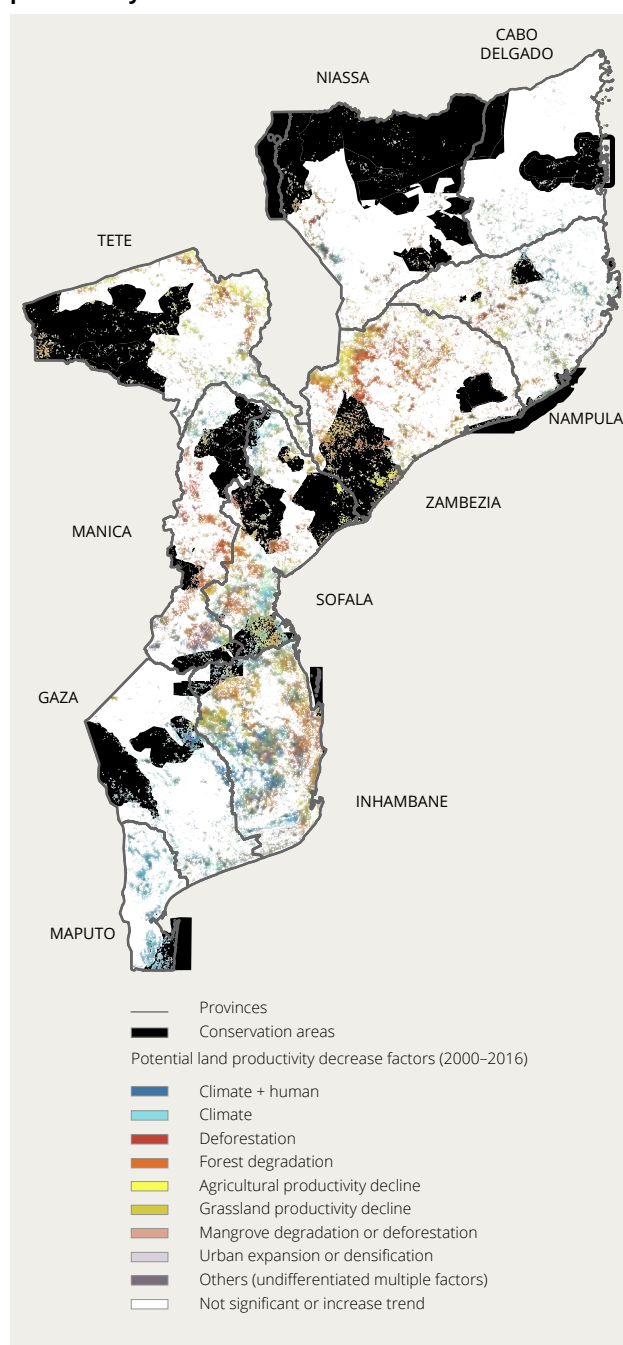 CABO
DELGADO
NIASSA
TETE
NAMPULA
ZAMBEZIA
MANICA
SOFALA
GAZA
INHAMBANE
MAPUTO
Provinces
Conservation areas
Potential land productivity decrease factors (2000–2016)
Climate + human
Climate
Deforestation
Forest degradation
Agricultural productivity decline
Grassland productivity decline
Mangrove degradation or deforestation
Urban expansion or densification
Others (undifferentiated multiple factors)
Not significant or increase trend